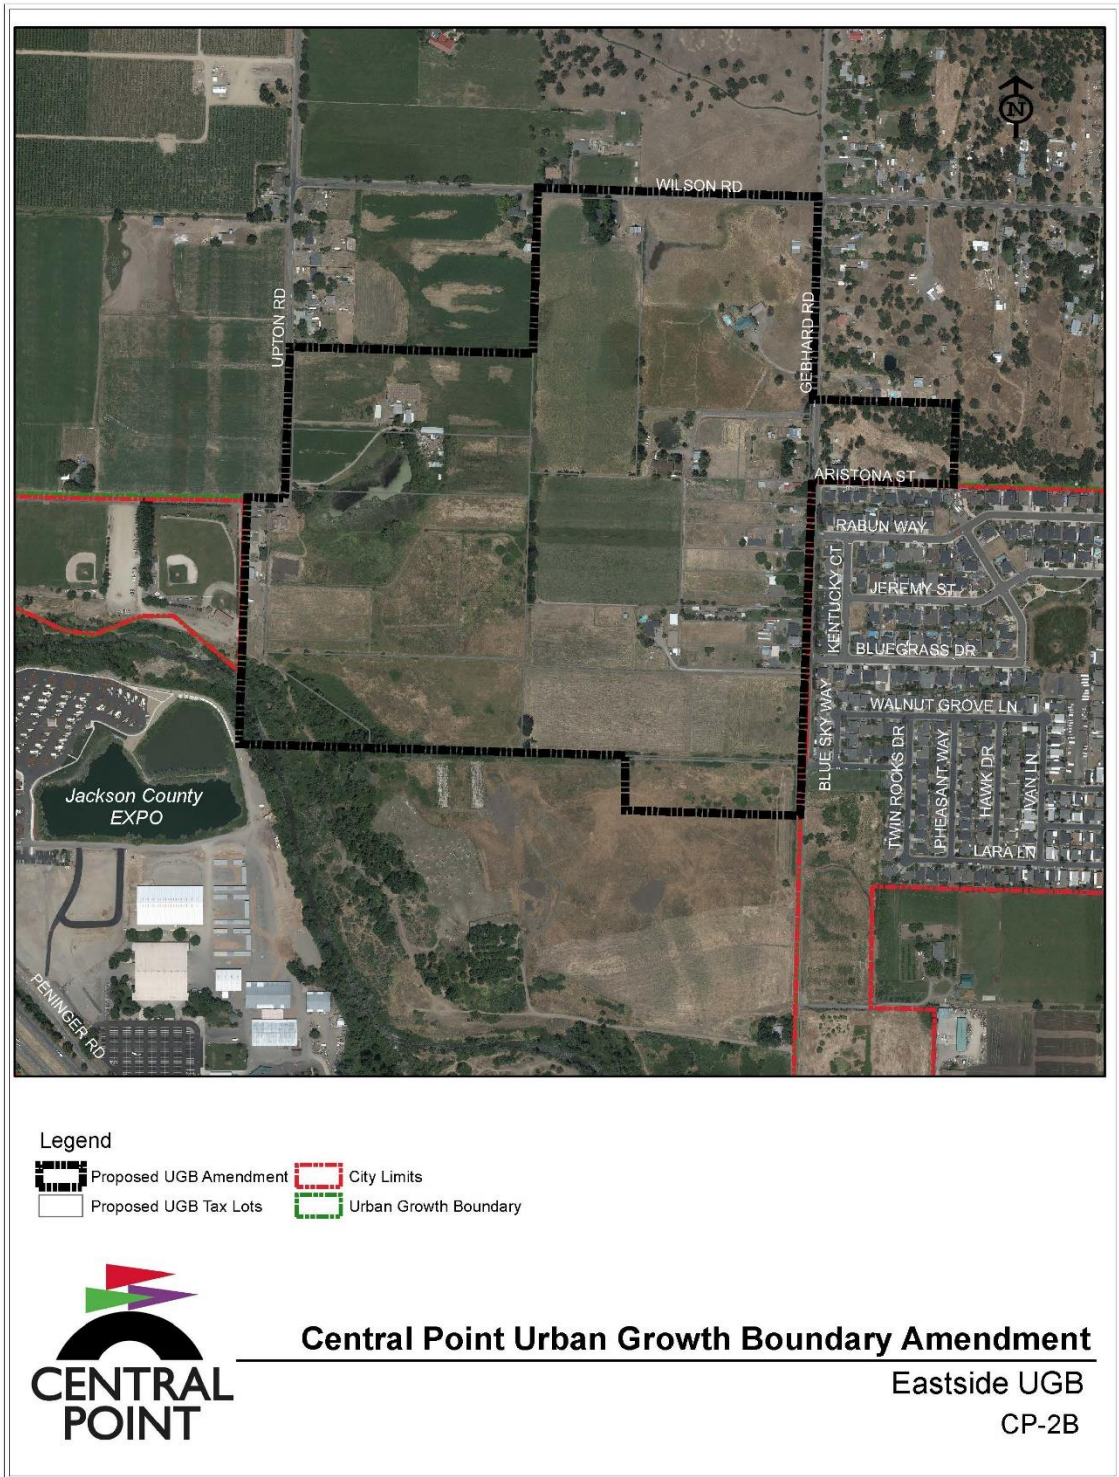 N
WILSON RD
UPTON RD
GEBHARD RD
ARISTONA ST
RABUN WAY
KENTUCKY CT
JEREMY ST
BLUEGRASS DR
BLUE SKY WAY
WALNUT GROVE LN
TWIN ROCKS DR
PHEASANT WAY
HAWK DR
IVAN LN
LARA LN
Jackson County
EXPO
PENINGER RD
Legend
Proposed UGB Amendment
City Limits
Proposed UGB Tax Lots
Urban Growth Boundary
CENTRAL
POINT
Central Point Urban Growth Boundary Amendment
Eastside UGB
CP-2B